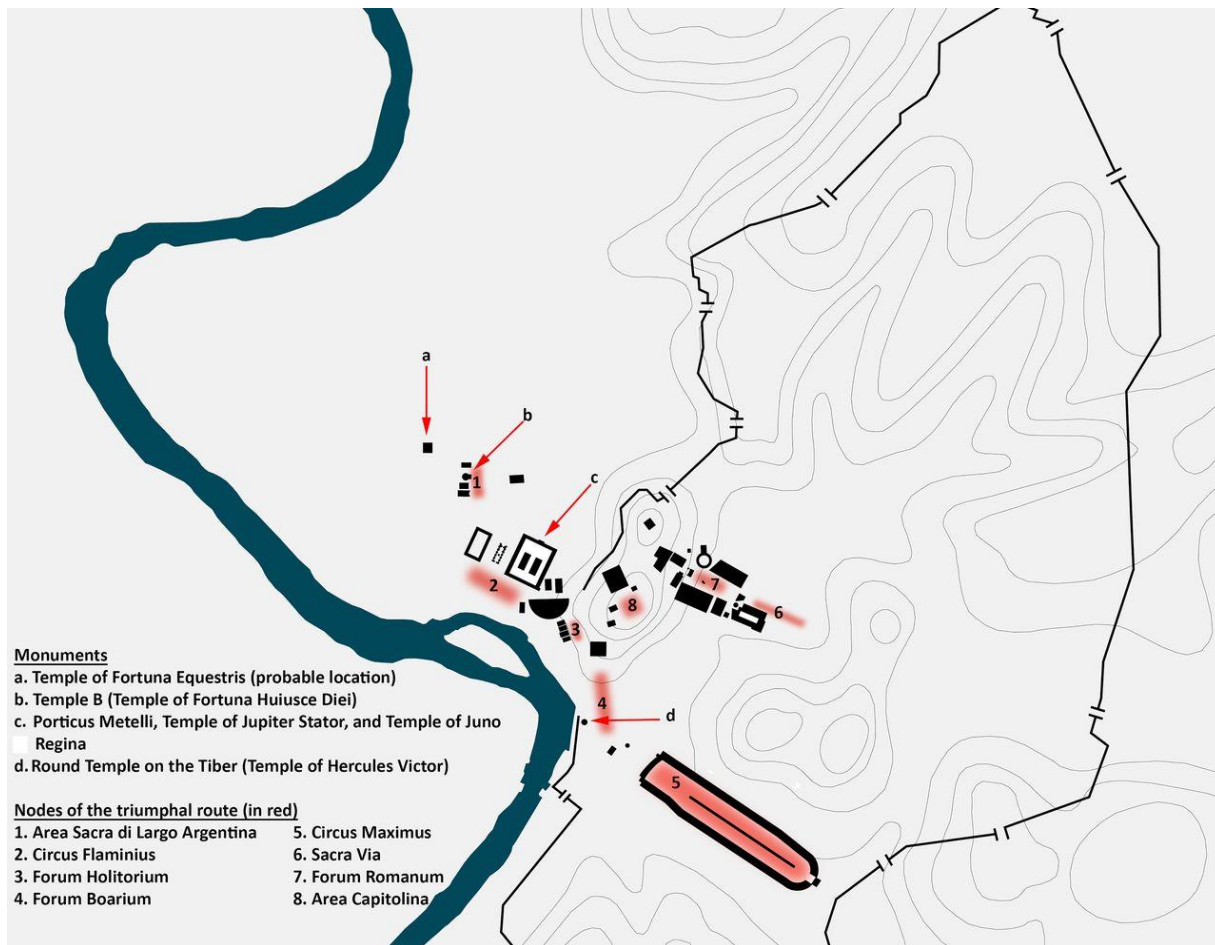 a
b
1
c
2
3
8
7
6
4
d
5
Monuments
a. Temple of Fortuna Equestris (probable location)
b. Temple B (Temple of Fortuna Huiusce Diei)
c. Porticus Metelli, Temple of Jupiter Stator, and Temple of Juno
Regina
d. Round Temple on the Tiber (Temple of Hercules Victor)
Nodes of the triumphal route (in red)
1. Area Sacra di Largo Argentina
2. Circus Flaminius
3. Forum Holitorium
4. Forum Boarium
5. Circus Maximus
6. Sacra Via
7. Forum Romanum
8. Area Capitolina